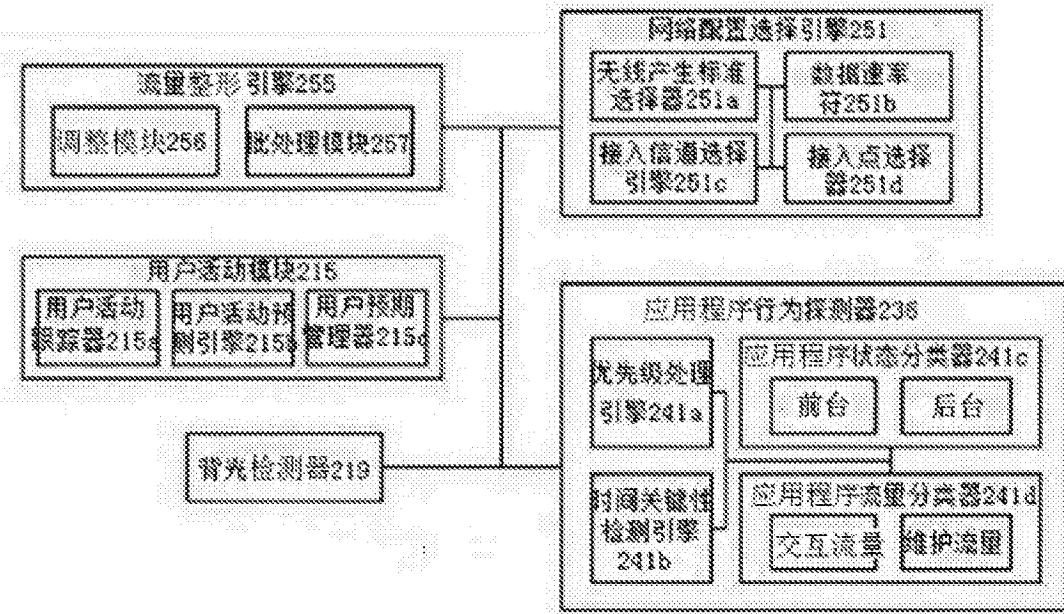 流量整形引擎255
调整模块256
批处理模块257
网络配置选择引擎251
无线产生标准
选择器251a
数据速率
符251b
接入信通选择
引擎251c
接入点选择
器251d
用户活动模块215
用户活动
跟踪器215a
用户活动预
测引擎215b
用户预期
管理器215c
背光检测器219
应用程序行为探测器236
优先级处理
引擎241a
时间关键性
检测引擎
241b
应用程序状态分类器241c
前台
后台
应用程序流量分类器241d
交互流量
维护流量